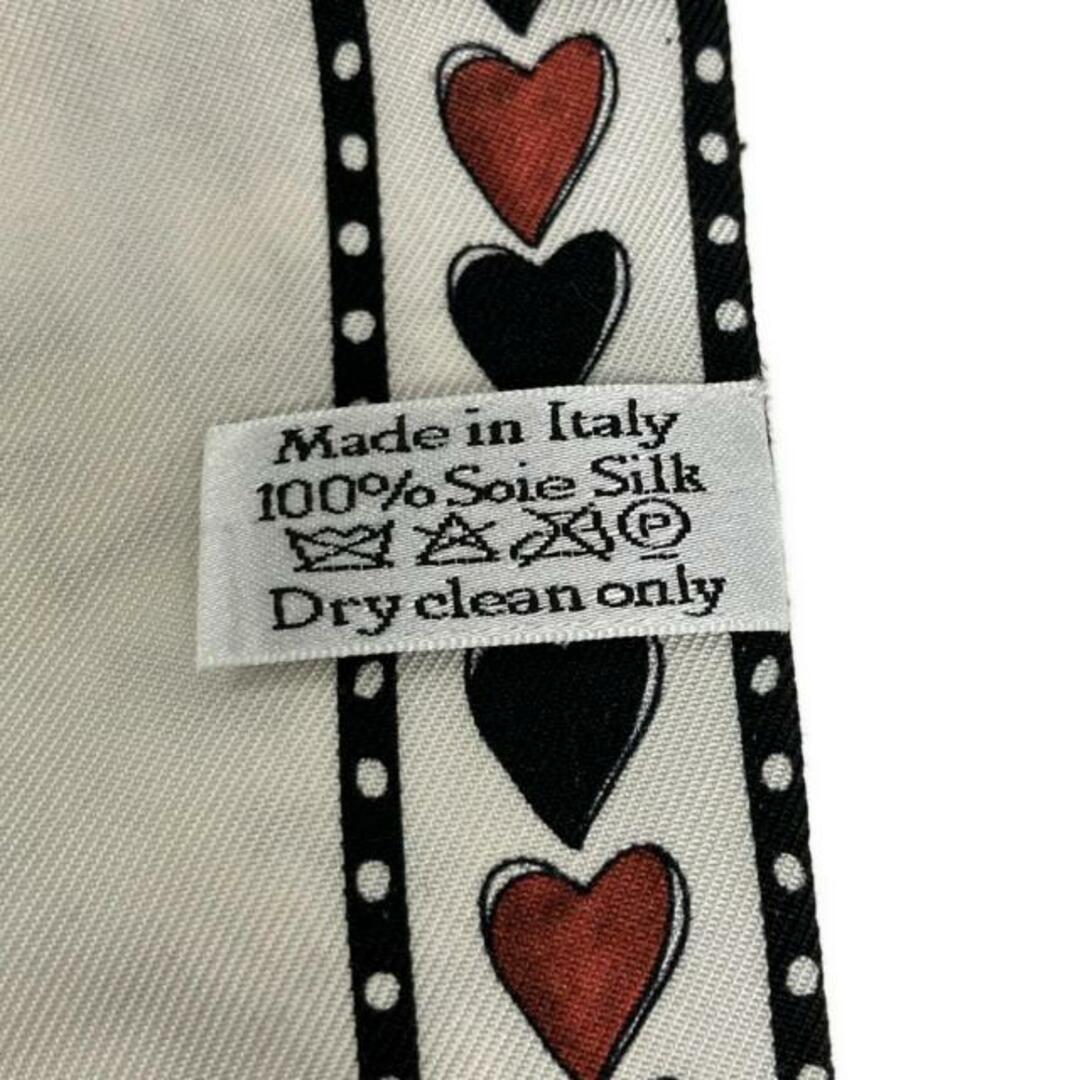 Made in Italy
100% Soie Silk
P
Dry clean only